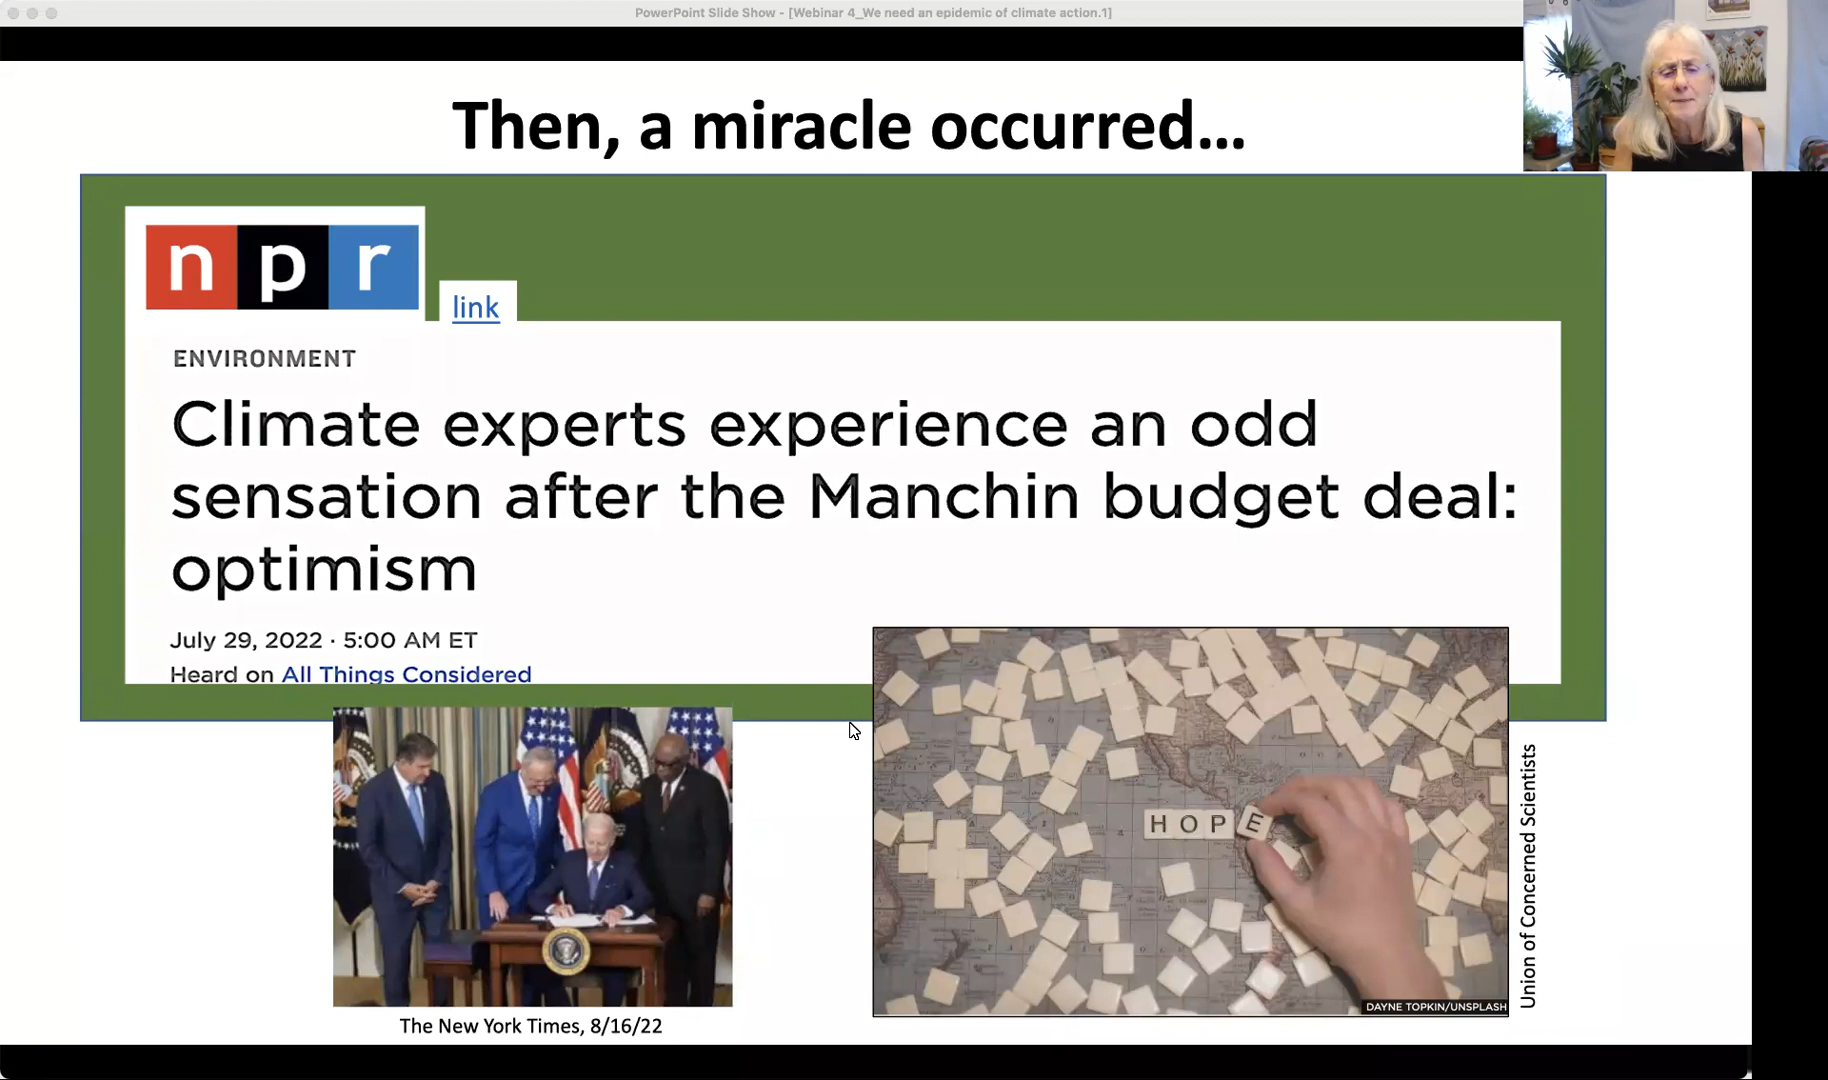 PowerPoint Slide Show - [Webinar 4_We need an epidemic of climate action.1]
Then, a miracle occurred...
npr
link
ENVIRONMENT
Climate experts experience an odd
sensation after the Manchin budget deal:
optimism
July 29, 2022 · 5:00 AM ET
Heard on All Things Considered
HOPE
DAYNE TOPKIN/UNSPLASH
Union of Concerned Scientists
The New York Times, 8/16/22